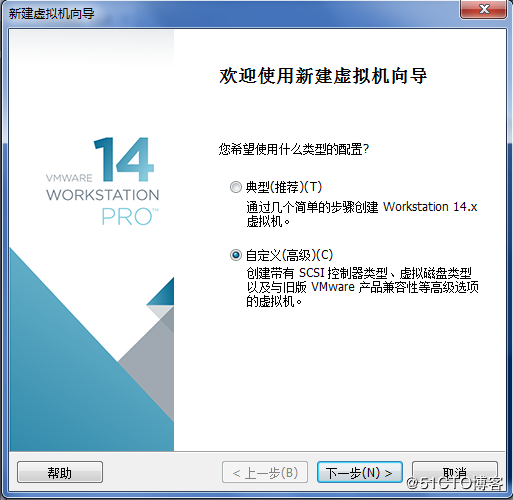 新建虚拟机向导
欢迎使用新建虚拟机向导
VMWARE 14
WORKSTATION
PRO™
您希望使用什么类型的配置?
典型(推荐)(T)
通过几个简单的步骤创建 Workstation 14.x
虚拟机。
自定义(高级)(C)
创建带有 SCSI 控制器类型、虚拟磁盘类型
以及与旧版 VMware 产品兼容性等高级选项
的虚拟机。
帮助
< 上一步(B)
下一步(N) >
取消
@51CTO博客